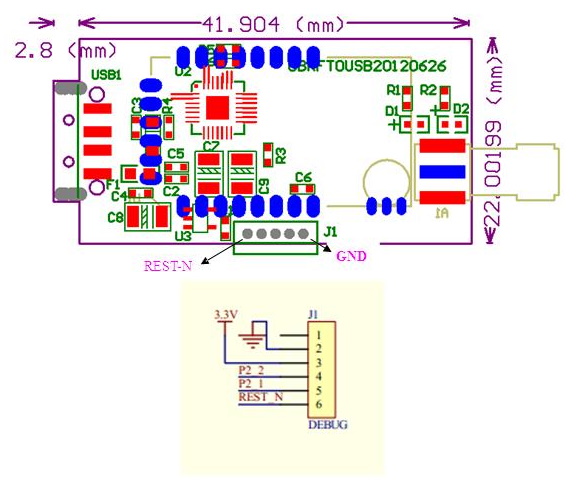 41.904 (mm)
2.8 (mm)
U2
USB1
R1
R2
C3
R4
D1
D2
22.00199 (mm)
C7
R3
C5
F1
C2
C9
C6
C4
C8
U3
A1
J1
REST-N
GND
3.3V
J1
1
2
3
P2_2
4
P2_1
5
REST_N
6
DEBUG